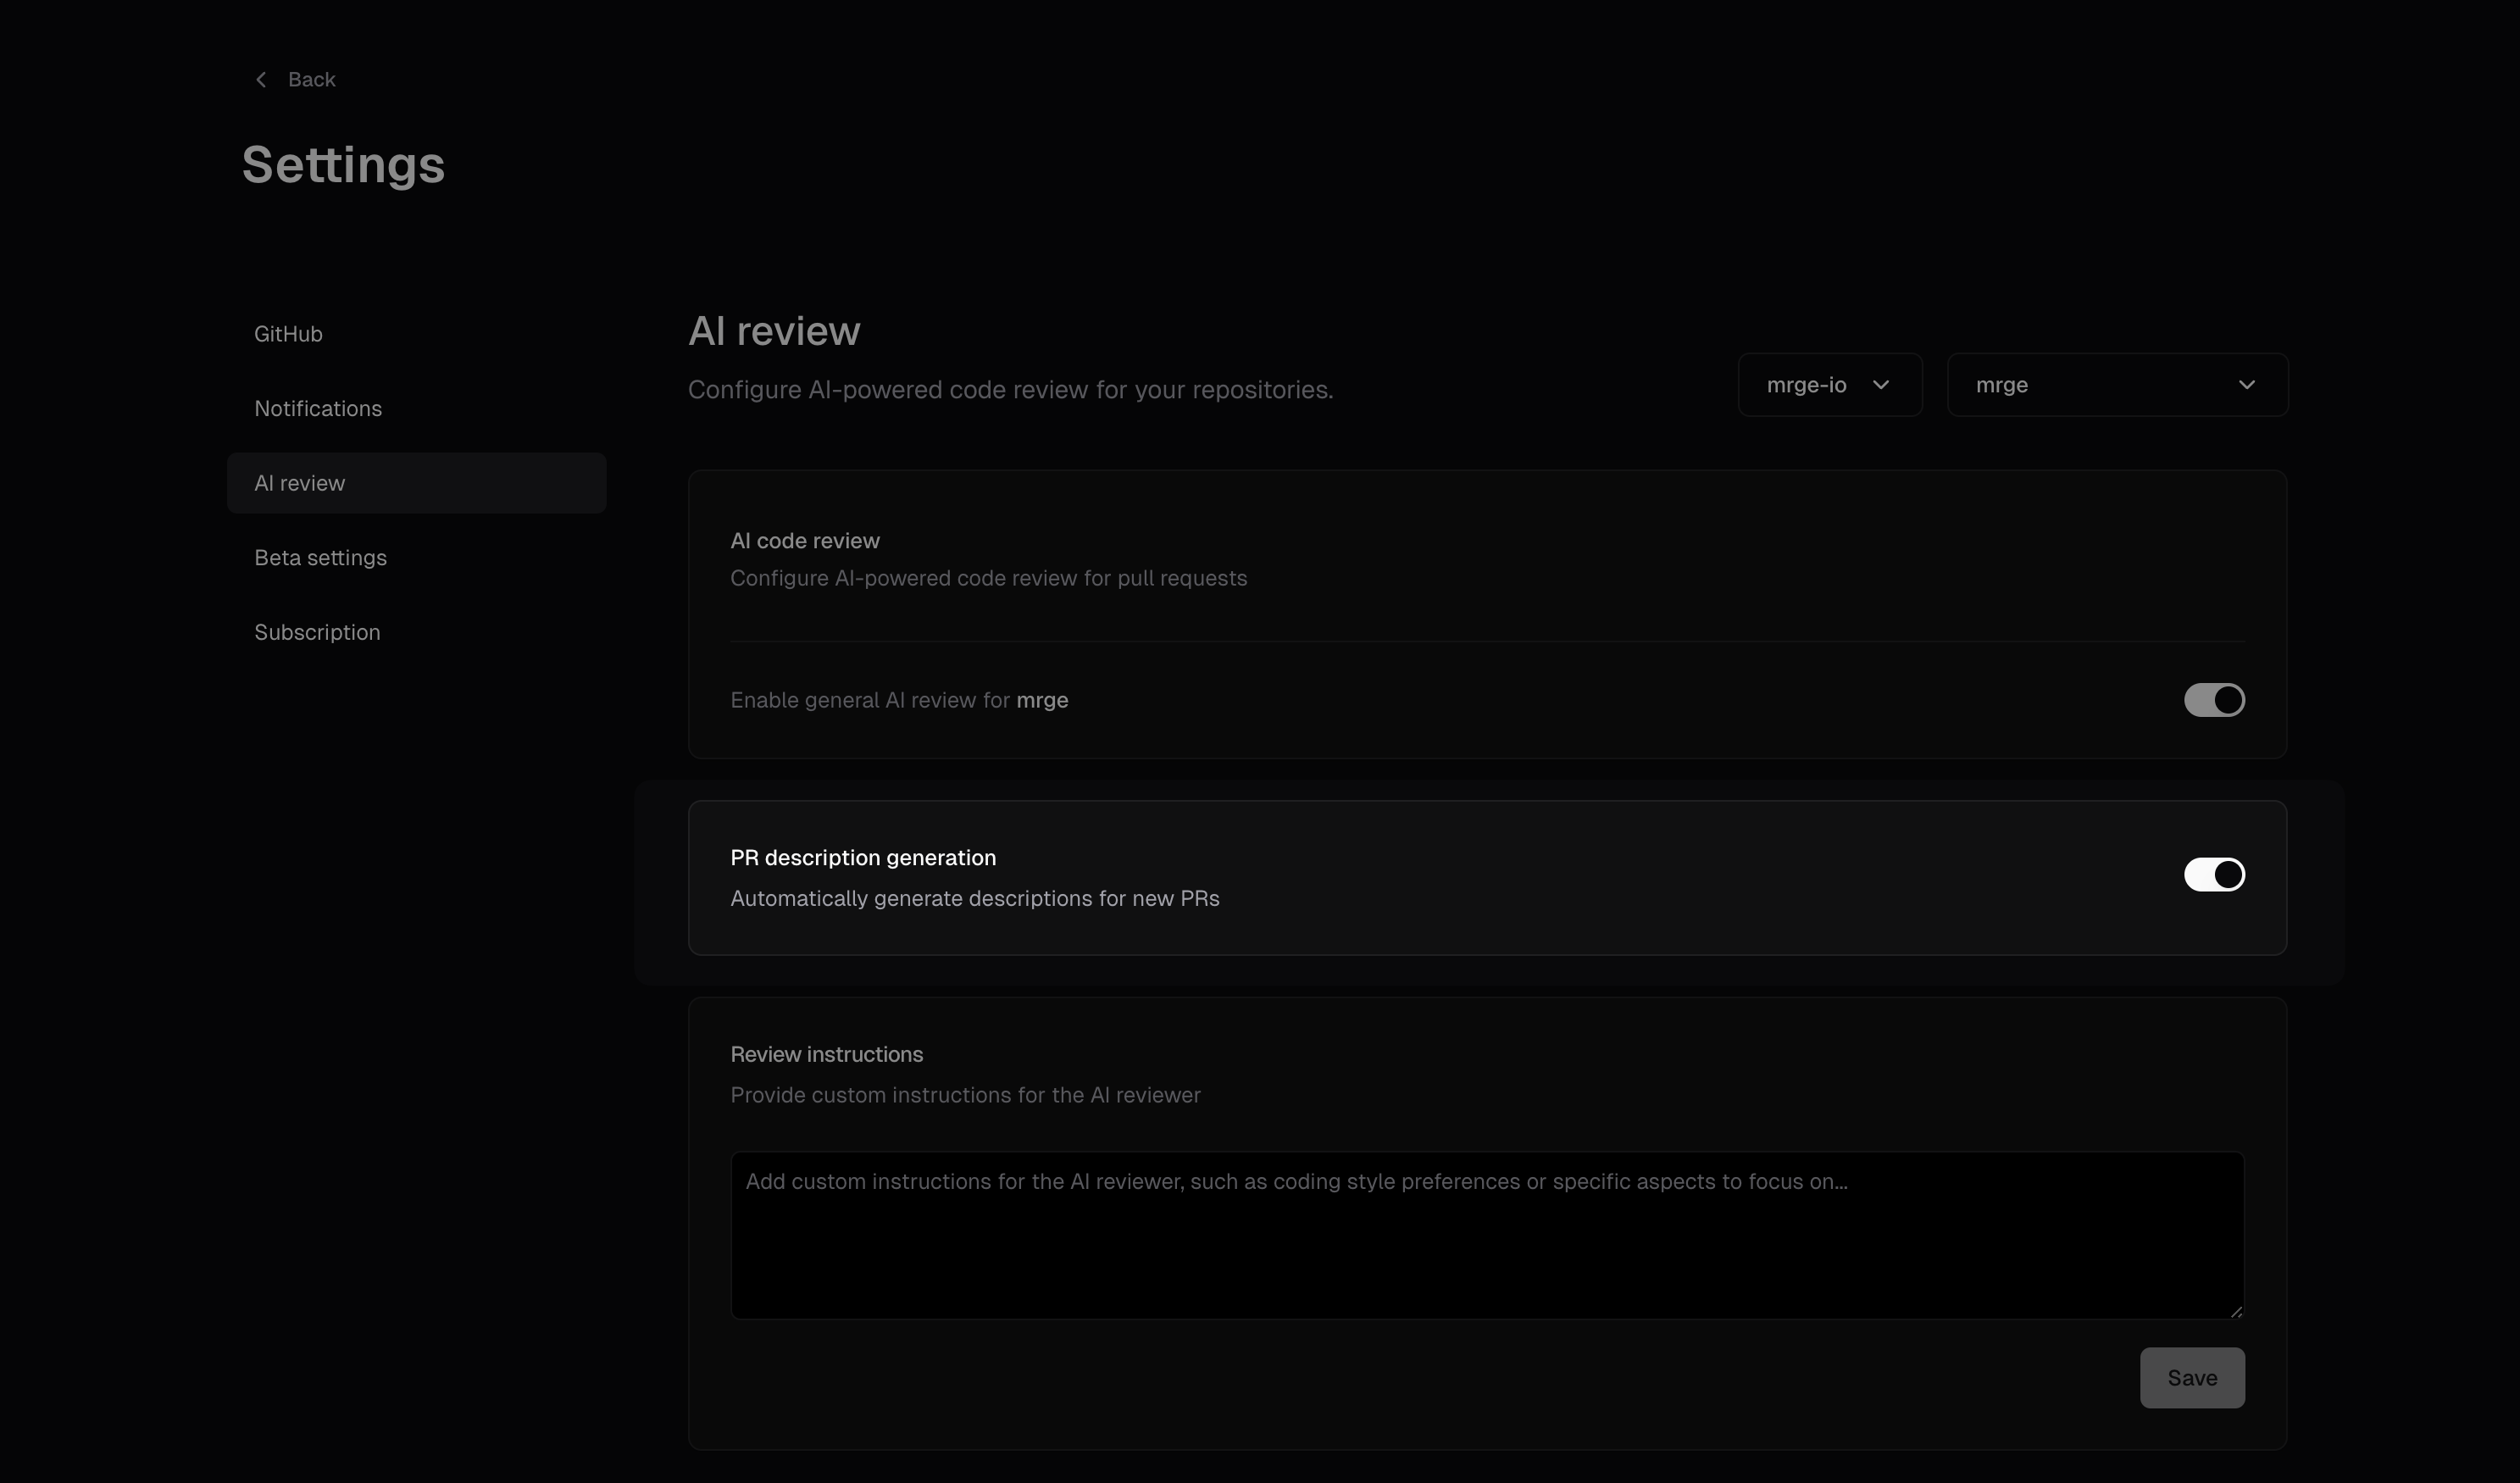 Back
Settings
GitHub
Notifications
AI review
Beta settings
Subscription
AI review
Configure AI-powered code review for your repositories.
mrge-io
mrge
AI code review
Configure AI-powered code review for pull requests
Enable general AI review for mrge
PR description generation
Automatically generate descriptions for new PRs
Review instructions
Provide custom instructions for the AI reviewer
Add custom instructions for the AI reviewer, such as coding style preferences or specific aspects to focus on...
Save